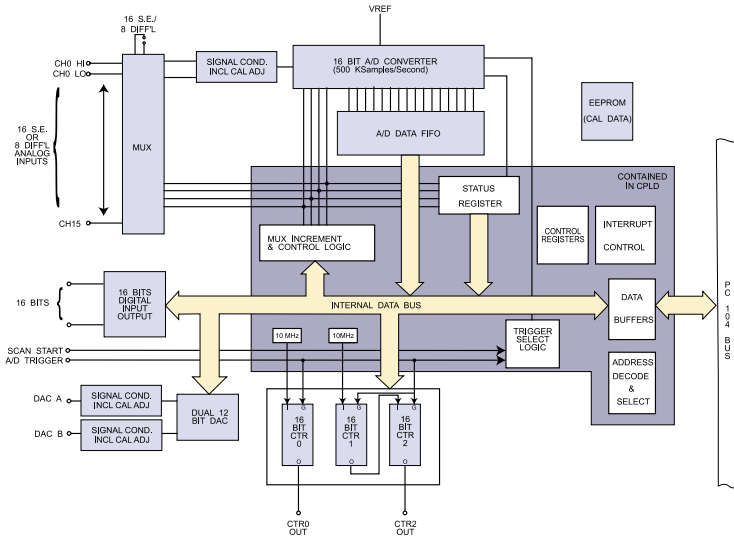 16 S.E./
8 DIFF'L
VREF
CH0 HI
CH0 LO
SIGNAL COND.
INCL CAL ADJ
16 BIT A/D CONVERTER
(500 KSamples/Second)
EEPROM
(CAL DATA)
16 S.E.
OR
8 DIFF'L
ANALOG
INPUTS
MUX
A/D DATA FIFO
CONTAINED
IN CPLD
STATUS
REGISTER
CH15
MUX INCREMENT
& CONTROL LOGIC
CONTROL
REGISTERS
INTERRUPT
CONTROL
16 BITS
16 BITS
DIGITAL
INPUT
OUTPUT
INTERNAL DATA BUS
DATA
BUFFERS
PC 104 BUS
10 MHz
10MHz
TRIGGER
SELECT
LOGIC
SCAN START
A/D TRIGGER
ADDRESS
DECODE
&
SELECT
DAC A
SIGNAL COND.
INCL CAL ADJ
DUAL 12
BIT DAC
DAC B
SIGNAL COND.
INCL CAL ADJ
I G
16
BIT
CTR
0
O
I G
16
BIT
CTR
1
O
I G
16
BIT
CTR
2
O
CTR0
OUT
CTR2
OUT